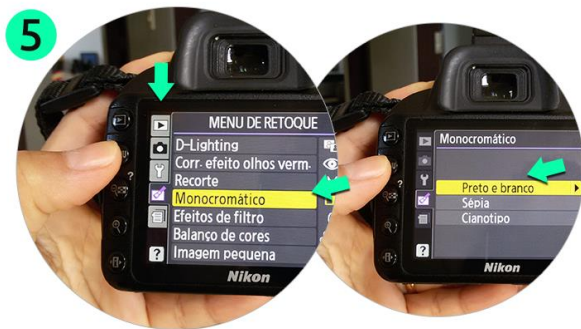 5
MENU DE RETOQUE
D-Lighting
Corr. efeito olhos verm.
Recorte
Monocromático
Efeitos de filtro
Balanço de cores
Imagem pequena
?
?
Nikon
Monocromático
Preto e branco
Sépia
Cianotipo
?
?
Nikon